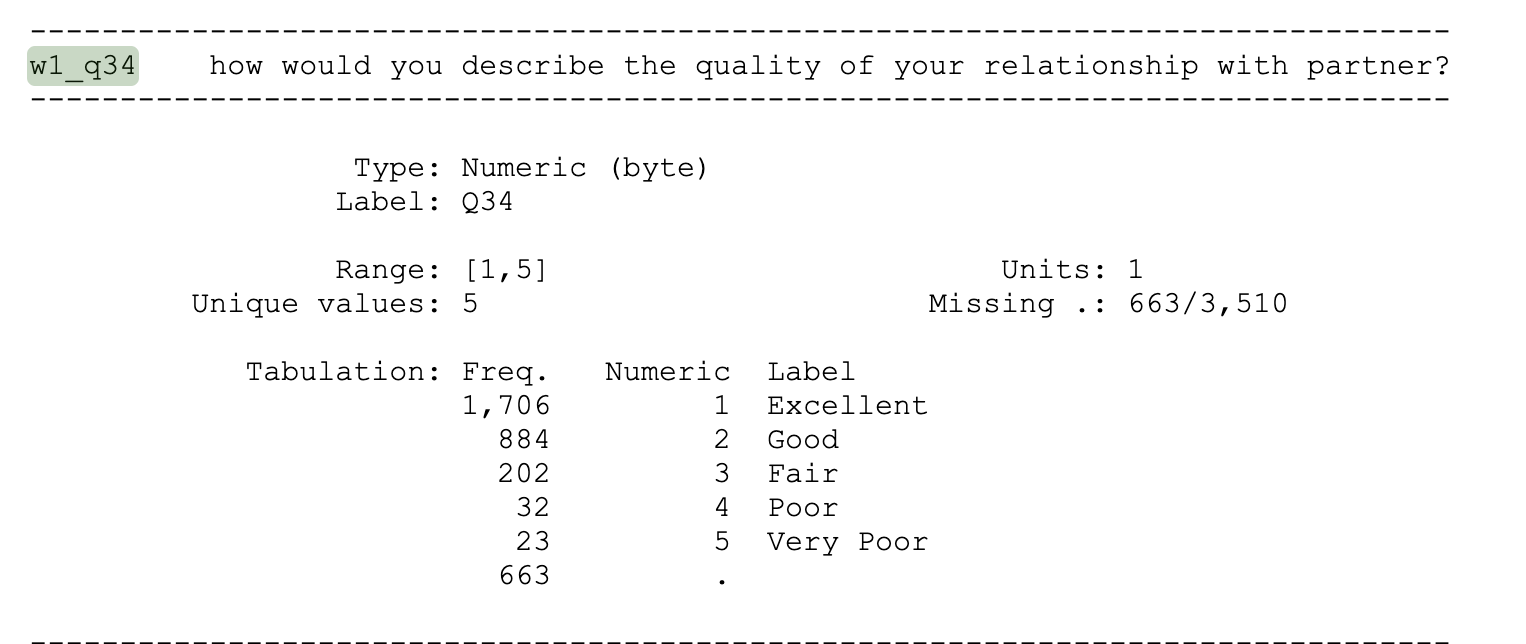 -------------------------------------------------------------------------------
w1_q34    how would you describe the quality of your relationship with partner?
-------------------------------------------------------------------------------
Type: Numeric (byte)
Label: Q34
Range: [1,5]                         Units: 1
Unique values: 5                         Missing .: 663/3,510
Tabulation: Freq.   Numeric  Label
1,706         1  Excellent
884         2  Good
202         3  Fair
32         4  Poor
23         5  Very Poor
663         .
-------------------------------------------------------------------------------